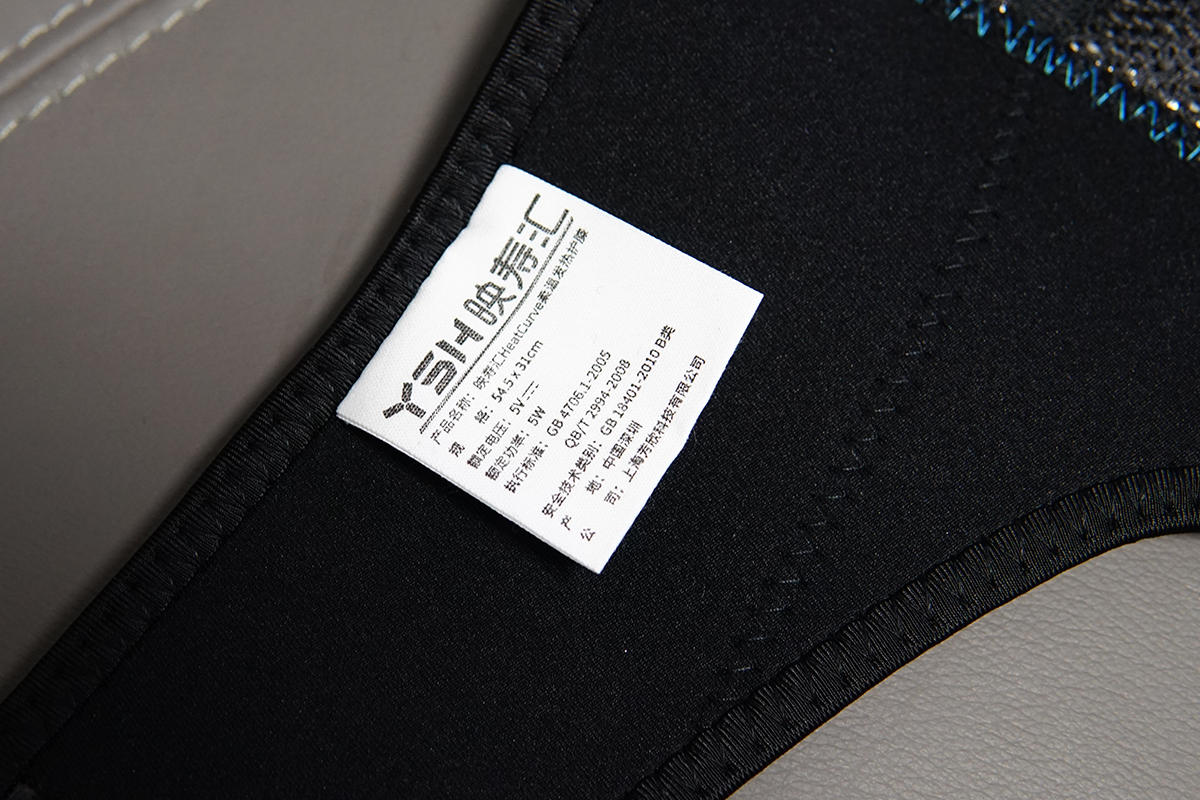 YSH映寿汇
产品名称：映寿汇HeatCurve柔温发热护膝
规 格：54.5 x 31cm
额定电压：5V⎓
额定功率：5W
执行标准：GB 4706.1-2005
QB/T 2994-2008
安全技术类别：GB 18401-2010 B类
产 地：中国深圳
公 司：上海芳欣科技有限公司